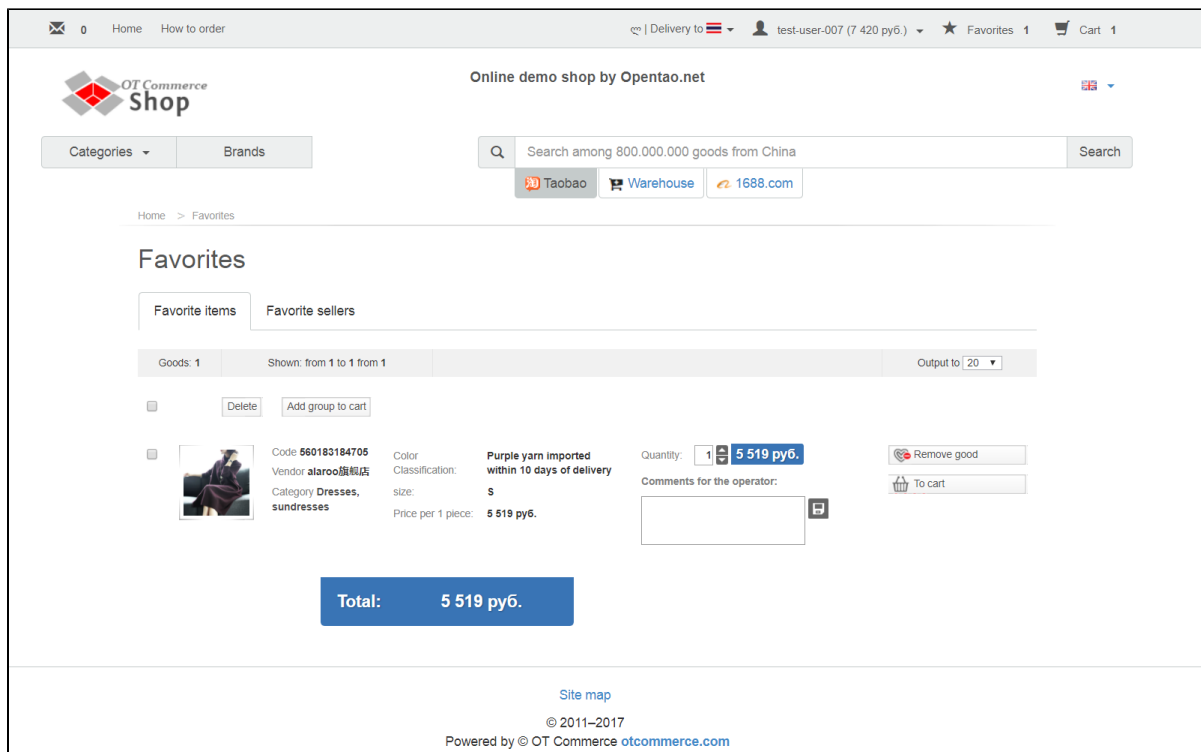 0 Home How to order ლ | Delivery to test-user-007 (7 420 руб.) Favorites 1 Cart 1
OT Commerce
Shop
Online demo shop by Opentao.net
Categories Brands Search among 800.000.000 goods from China Search
淘 Taobao Warehouse 1688.com
Home > Favorites
Favorites
Favorite items Favorite sellers
Goods: 1 Shown: from 1 to 1 from 1 Output to 20
Delete Add group to cart
Code 560183184705
Vendor alaroo旗舰店
Category Dresses,
sundresses
Color
Classification:
Purple yarn imported
within 10 days of delivery
size: S
Price per 1 piece: 5 519 руб.
Quantity: 1 5 519 руб.
Comments for the operator:
Remove good
To cart
Total: 5 519 руб.
Site map
© 2011–2017
Powered by © OT Commerce otcommerce.com